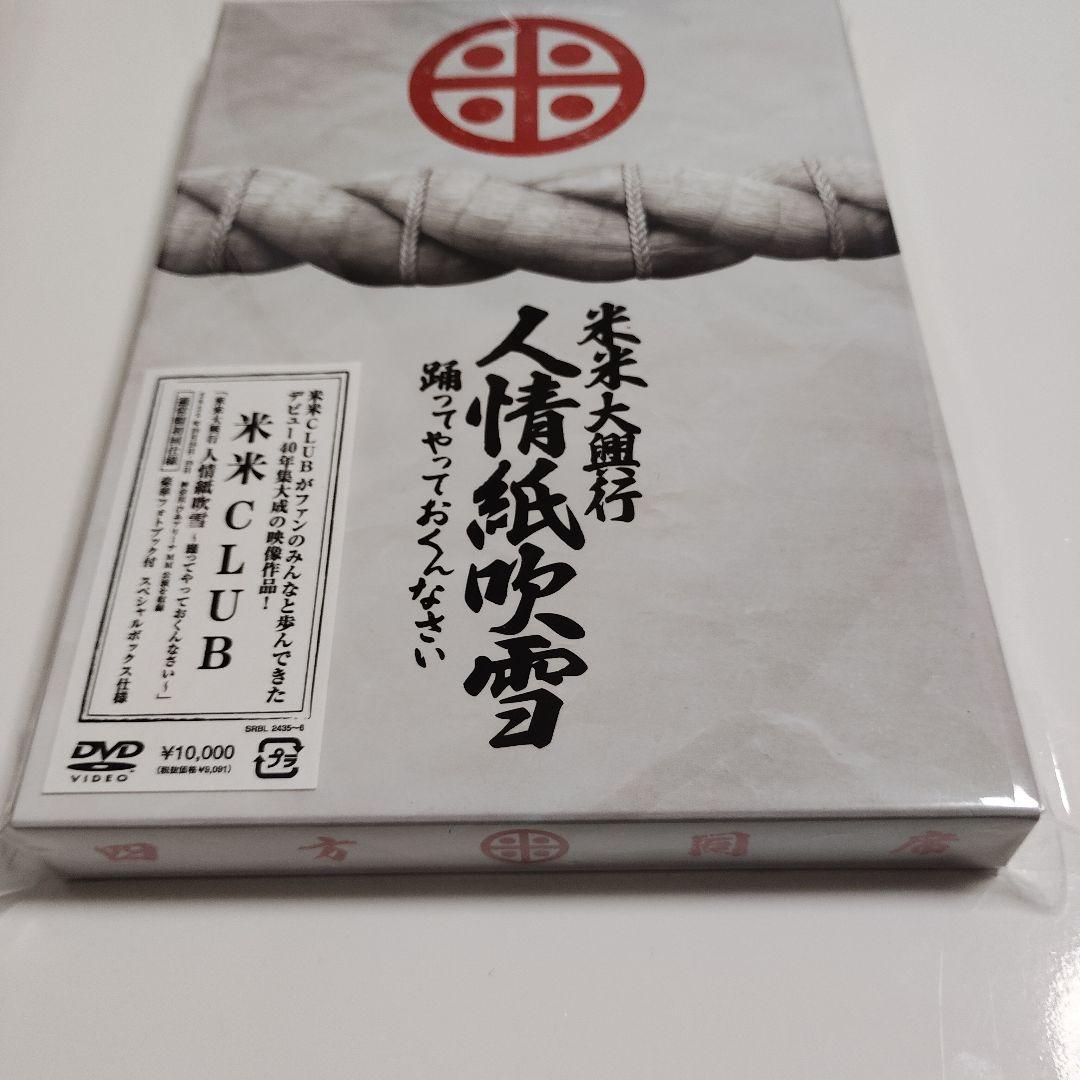 米米大興行
人情紙吹雪
踊ってやっておくんなさい
米米CLUBがファンのみんなと歩んできた
デビュー40年集大成の映像作品！
米米CLUB
「米米大興行 人情紙吹雪 ～踊ってやっておくんなさい～」
豪華フォトブック付 スペシャルボックス仕様
SRBL 2435～6
DVD
VIDEO
¥10,000
(税抜価格¥9,091)
プラ
四方同席